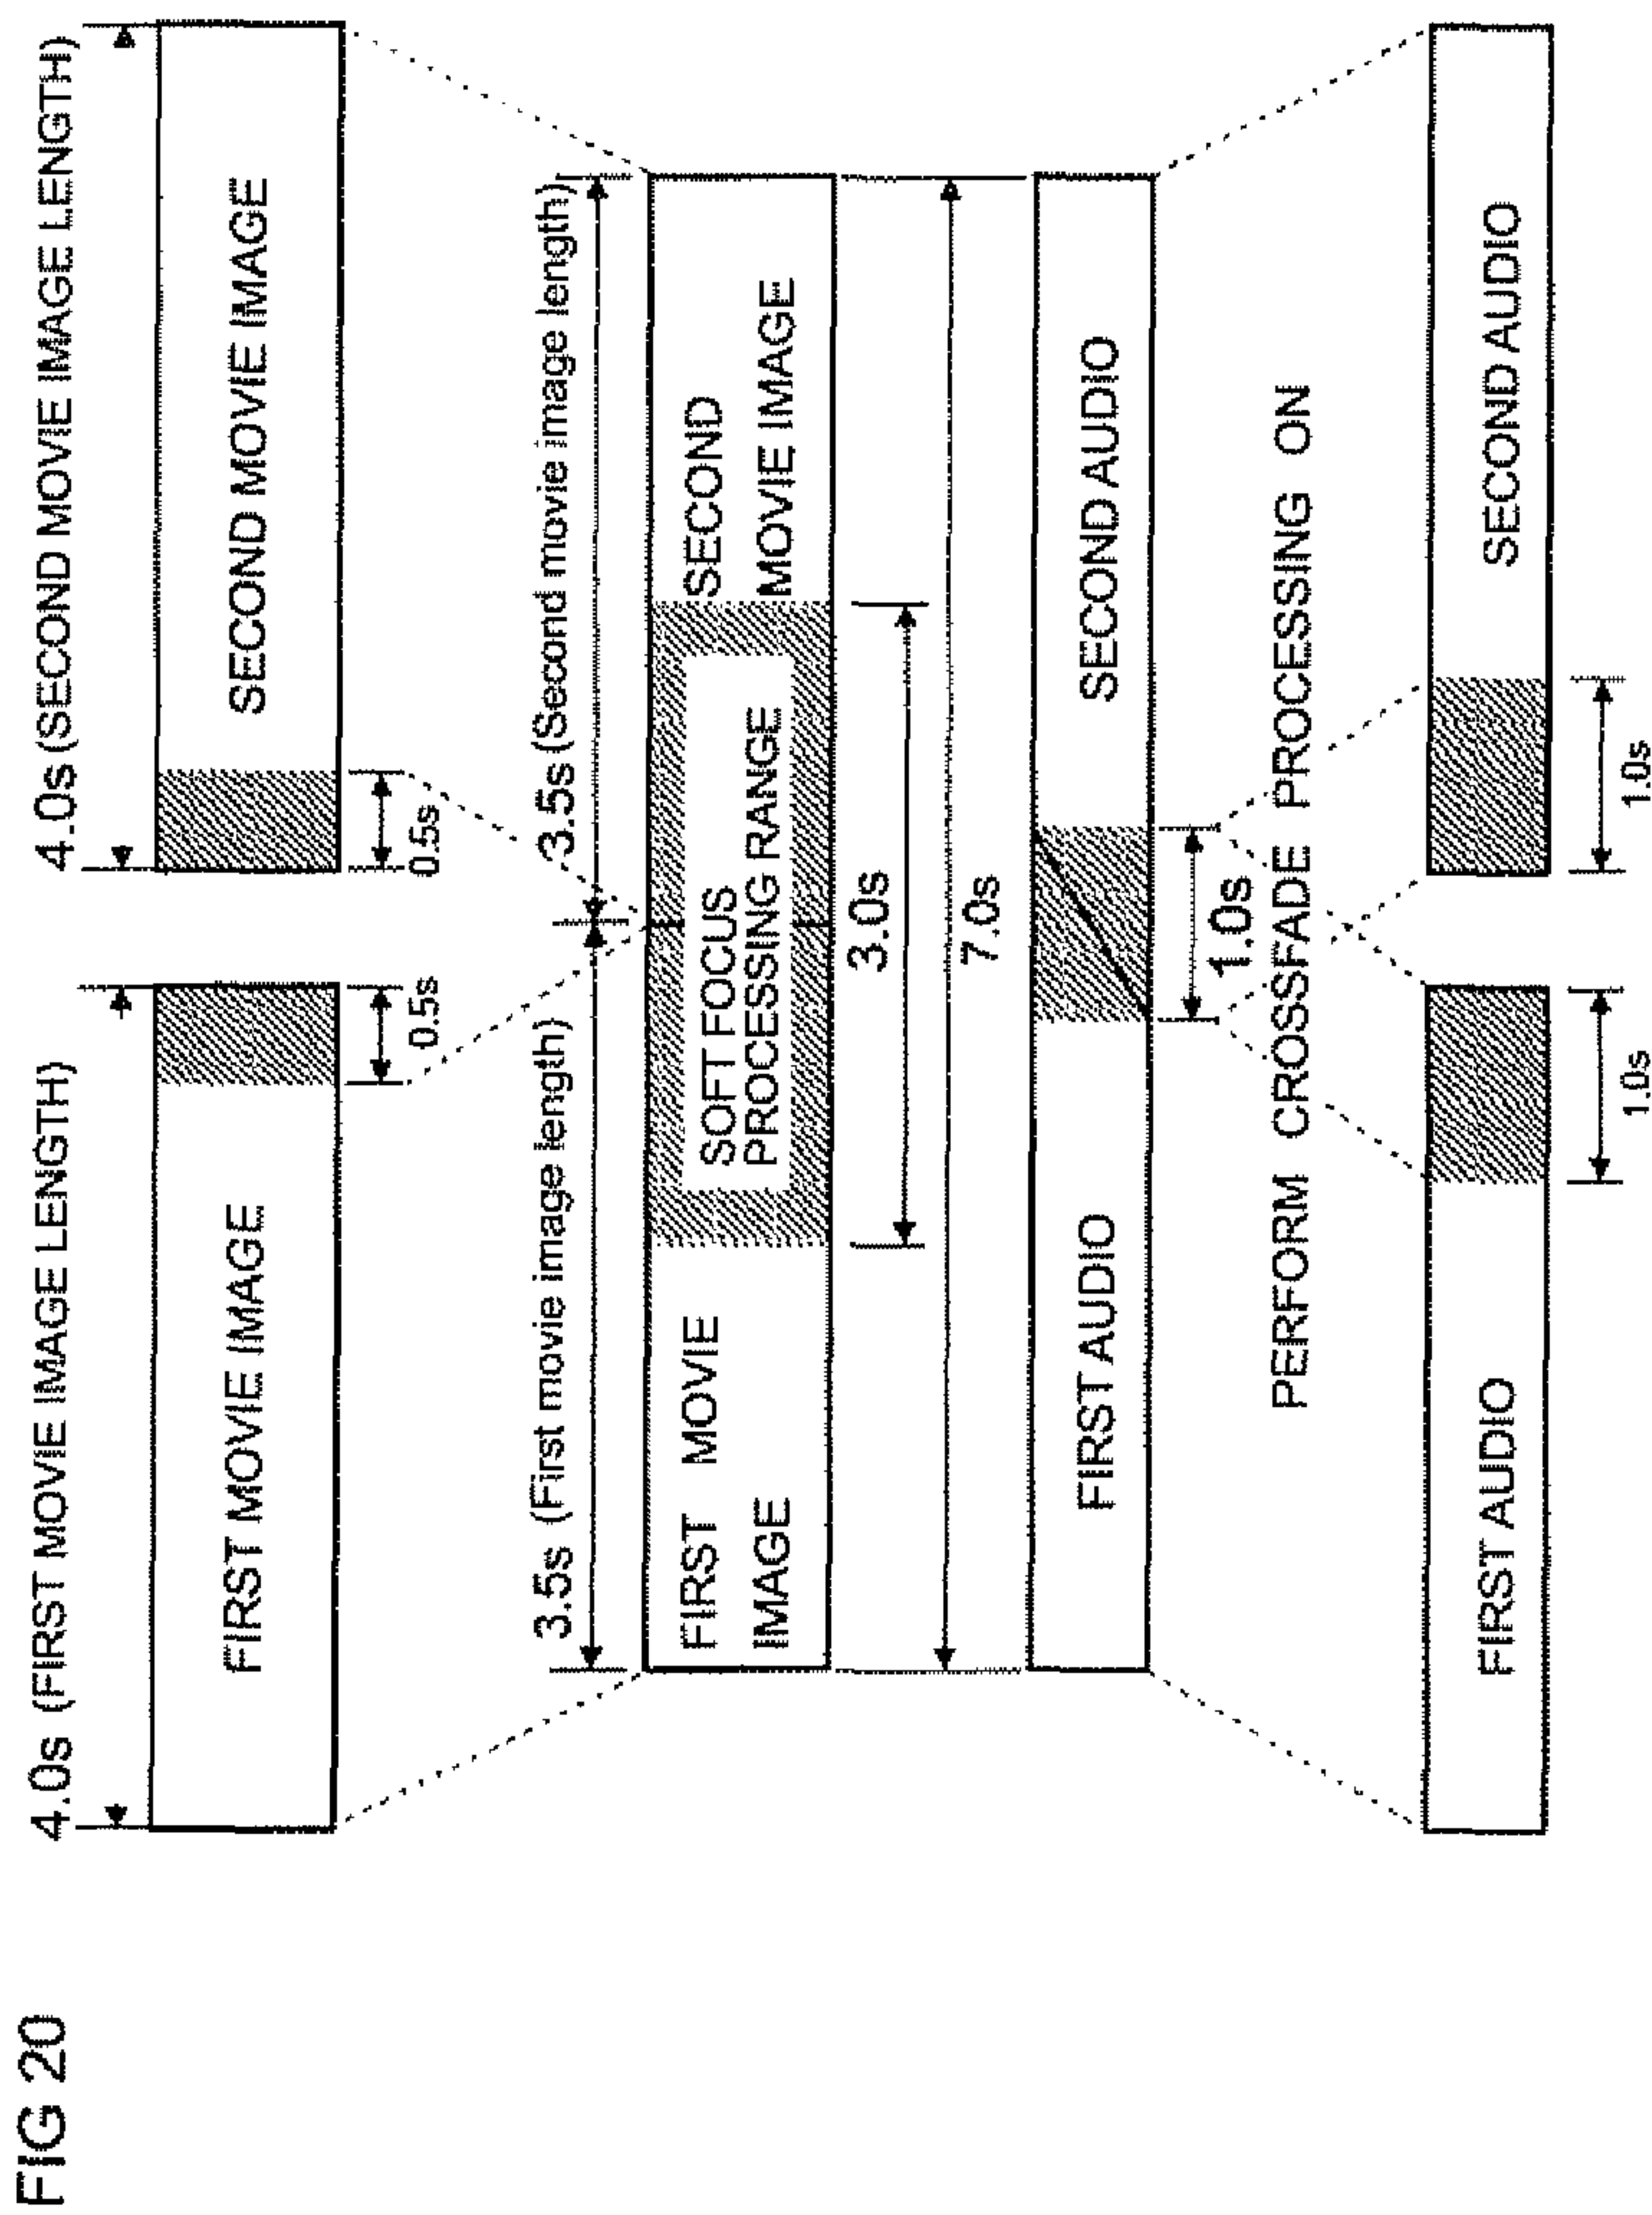 FIG 20
4.0s (FIRST MOVIE IMAGE LENGTH)
4.0s (SECOND MOVIE IMAGE LENGTH)
FIRST MOVIE IMAGE
SECOND MOVIE IMAGE
0.5s
0.5s
3.5s (First movie image length)
3.5s (Second movie image length)
FIRST MOVIE
IMAGE
SOFT FOCUS
PROCESSING RANGE
SECOND
MOVIE IMAGE
3.0s
7.0s
FIRST AUDIO
SECOND AUDIO
1.0s
PERFORM CROSSFADE PROCESSING ON
FIRST AUDIO
SECOND AUDIO
1.0s
1.0s